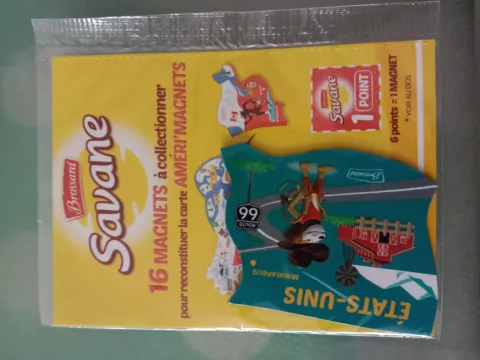 Brossard
Savane
16 MAGNETS à collectionner
pour reconstituer la carte AMÉRI'MAGNETS
Savane
1 POINT
6 points = 1 MAGNET
* VOIR AU DOS
Brossard
ROUTE
66
MINNEAPOLIS
ÉTATS-UNIS